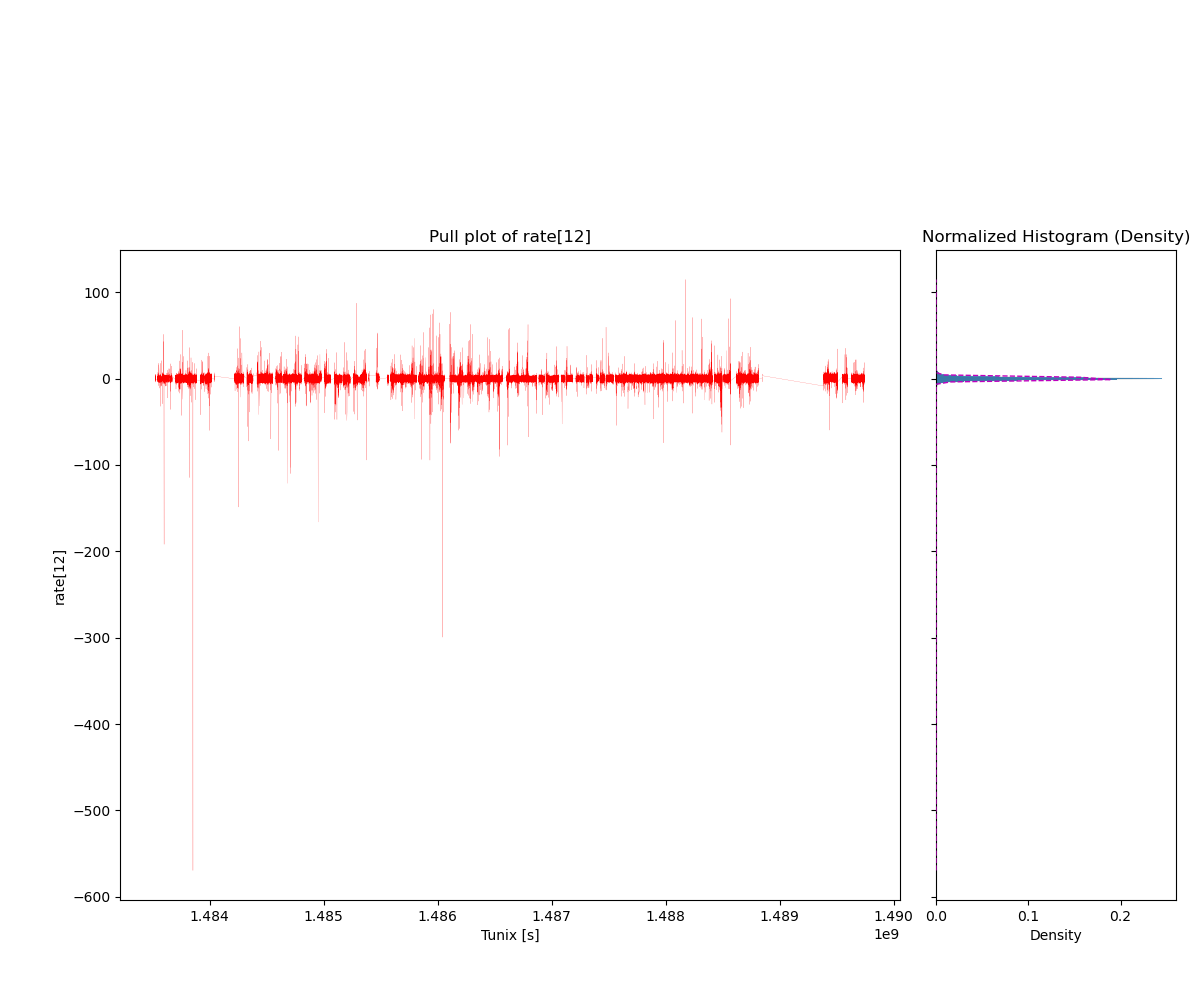 Pull plot of rate[12]
Normalized Histogram (Density)
100
0
−100
−200
−300
−400
−500
−600
rate[12]
1.484 1.485 1.486 1.487 1.488 1.489 1.490
1e9
Tunix [s]
0.0 0.1 0.2
Density